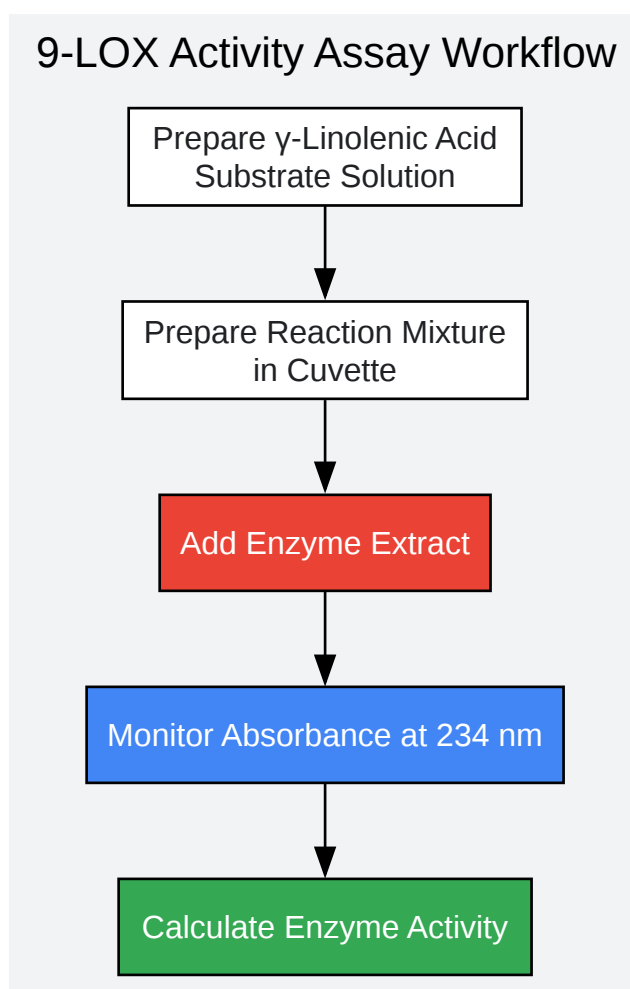 9-LOX Activity Assay Workflow
Prepare γ-Linolenic Acid
Substrate Solution
Prepare Reaction Mixture
in Cuvette
Add Enzyme Extract
Monitor Absorbance at 234 nm
Calculate Enzyme Activity